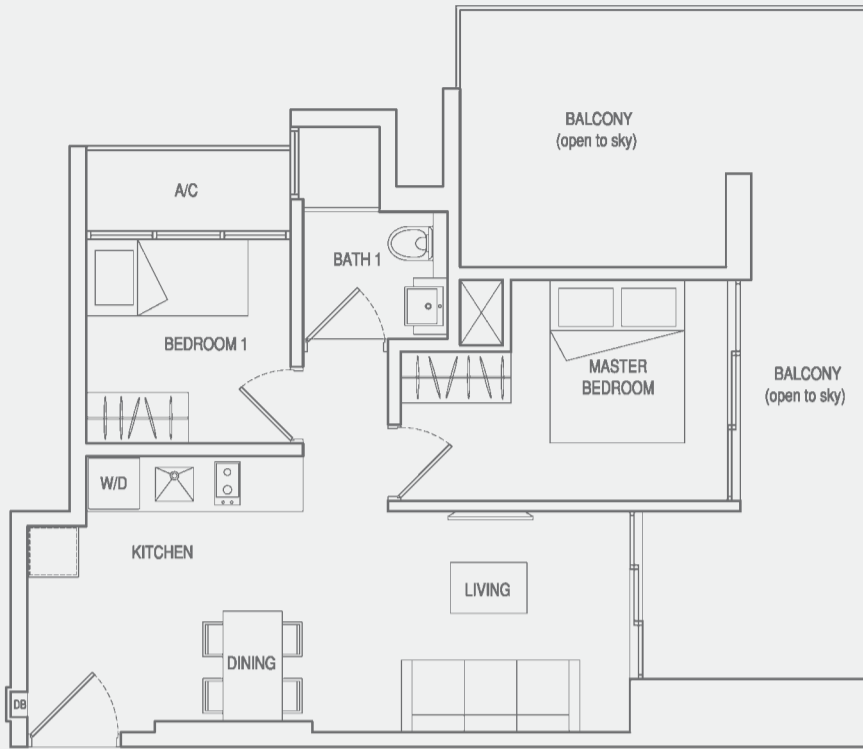 BALCONY
(open to sky)
A/C
BATH 1
BEDROOM 1
MASTER
BEDROOM
BALCONY
(open to sky)
W/D
KITCHEN
LIVING
DINING
DB